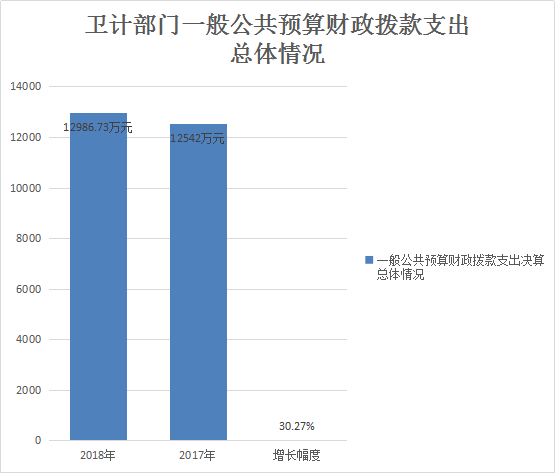 卫计部门一般公共预算财政拨款支出
总体情况
14000
12000
10000
8000
6000
4000
2000
0
12986.73万元
12542万元
30.27%
2018年
2017年
增长幅度
一般公共预算财政拨款支出决算
总体情况